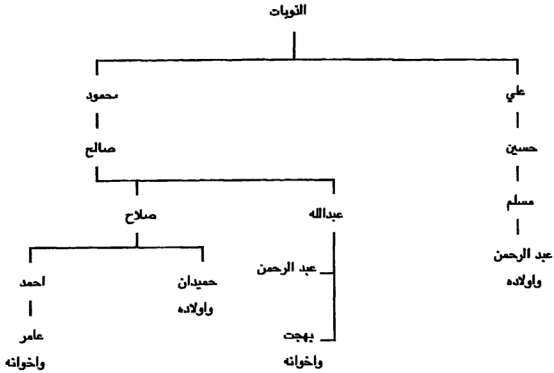 التوبات
علي
محمود
حسين
صالح
مسلم
عبدالله
صلاح
عبد الرحمن
واولاده
عبد الرحمن
حميدان
واولاده
احمد
بهجت
واخوانه
عامر
واخوانه